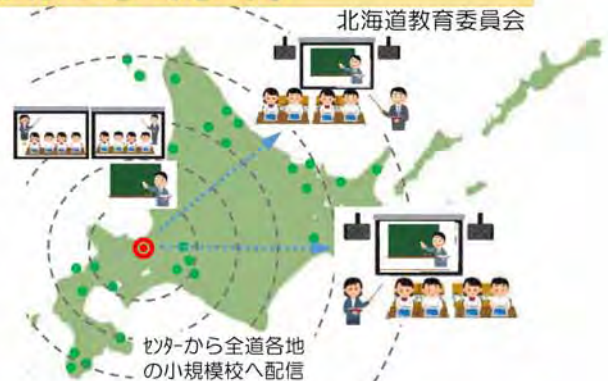 北海道教育委員会
ｾﾝﾀｰから全道各地
の小規模校へ配信